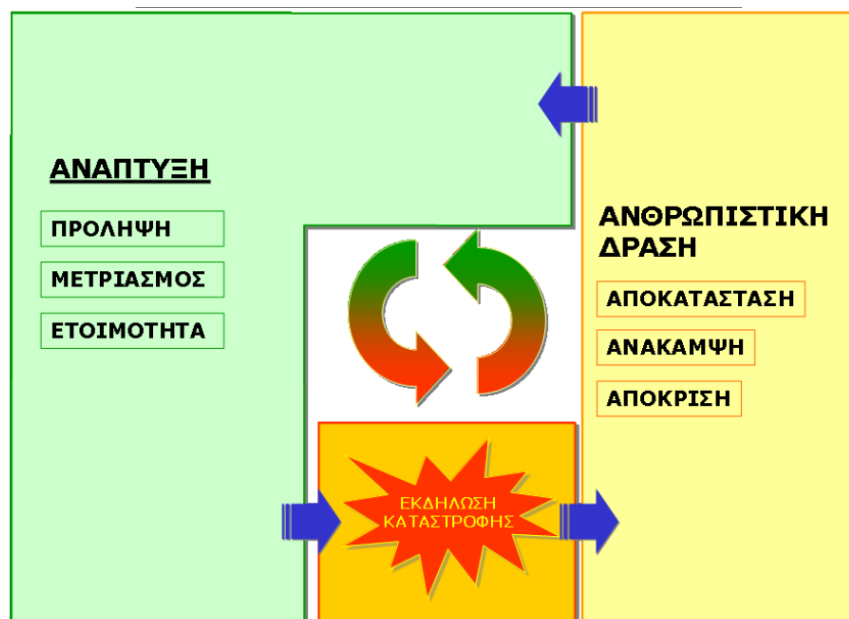 ΑΝΑΠΤΥΞΗ
ΠΡΟΛΗΨΗ
ΜΕΤΡΙΑΣΜΟΣ
ΕΤΟΙΜΟΤΗΤΑ
ΕΚΔΗΛΩΣΗ
ΚΑΤΑΣΤΡΟΦΗΣ
ΑΝΘΡΩΠΙΣΤΙΚΗ
ΔΡΑΣΗ
ΑΠΟΚΑΤΑΣΤΑΣΗ
ΑΝΑΚΑΜΨΗ
ΑΠΟΚΡΙΣΗ